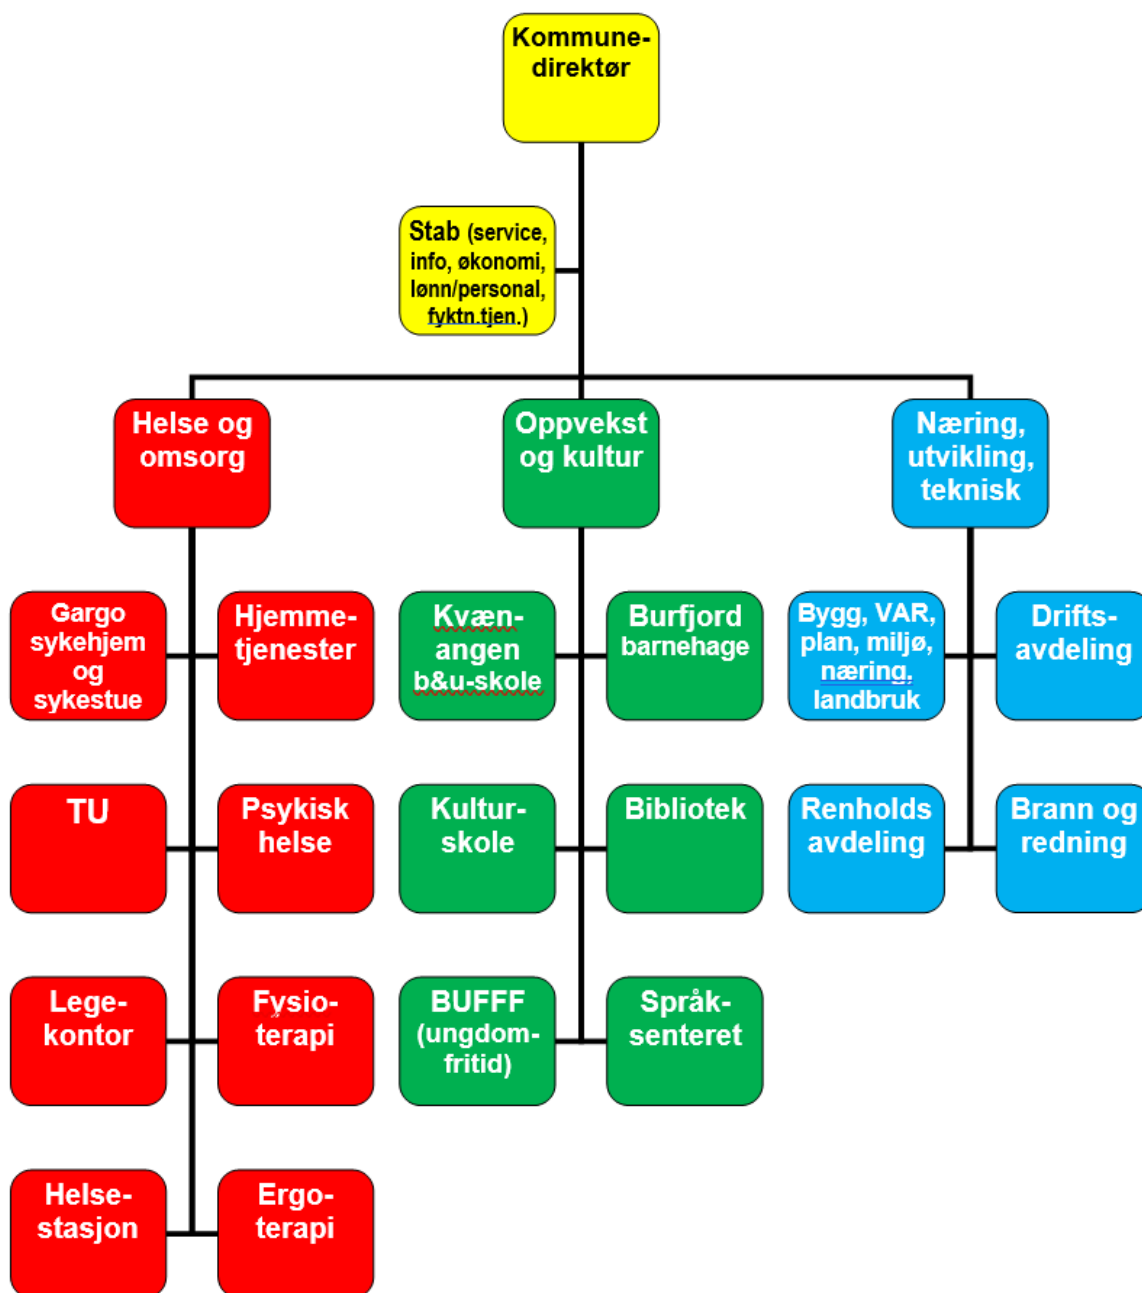 Kommune-
direktør
Stab (service,
info, økonomi,
lønn/personal,
fyktn.tjen.)
Helse og
omsorg
Oppvekst
og kultur
Næring,
utvikling,
teknisk
Gargo
sykehjem
og
sykestue
Hjemme-
tjenester
Kvæn-
angen
b&u-skole
Burfjord
barnehage
Bygg, VAR,
plan, miljø,
næring,
landbruk
Drifts-
avdeling
TU
Psykisk
helse
Kultur-
skole
Bibliotek
Renholds
avdeling
Brann og
redning
Lege-
kontor
Fysio-
terapi
BUFFF
(ungdom-
fritid)
Språk-
senteret
Helse-
stasjon
Ergo-
terapi